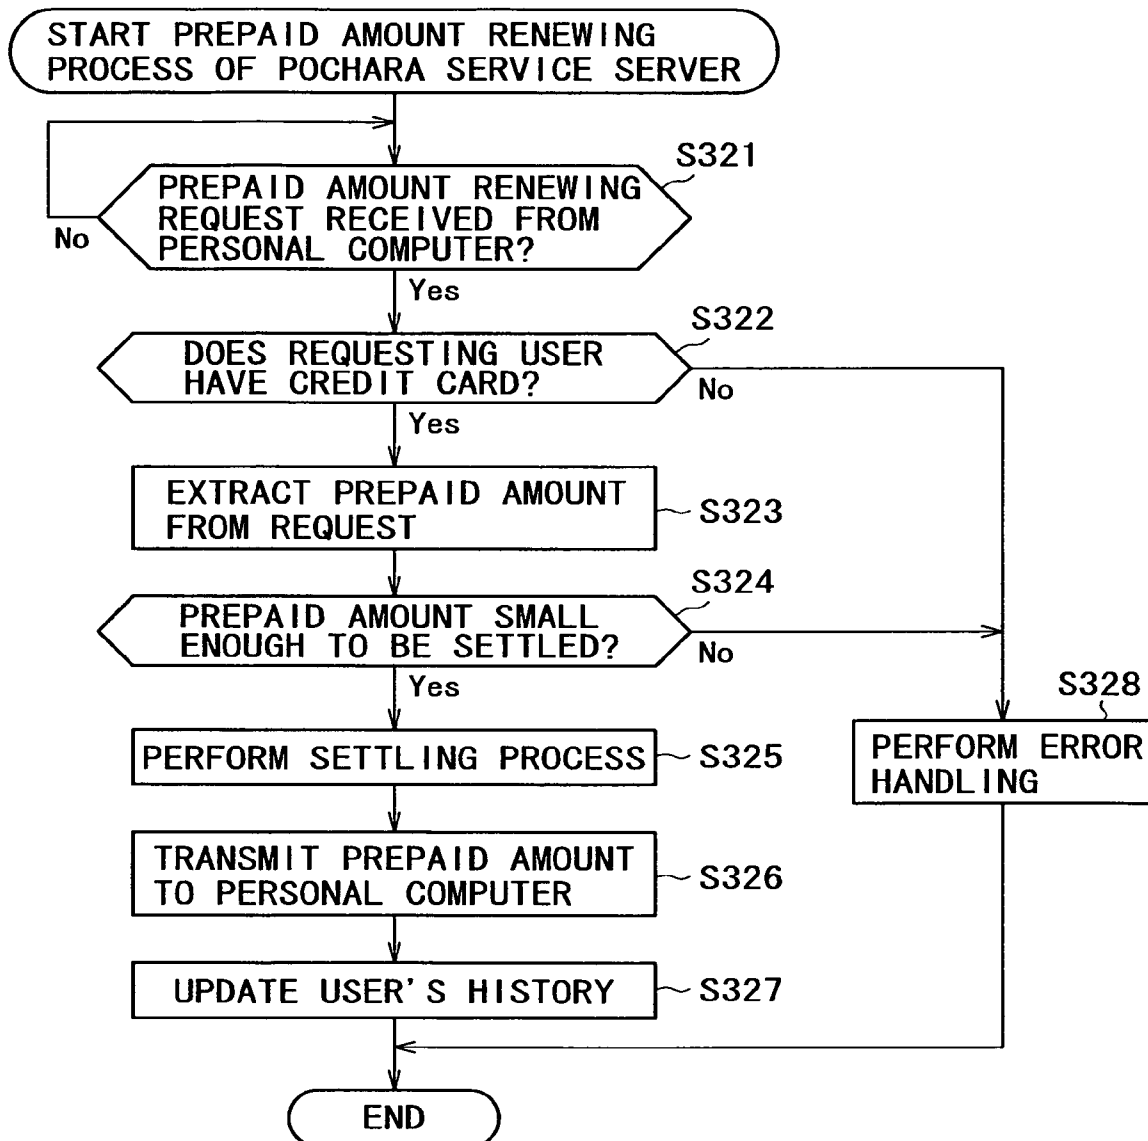 START PREPAID AMOUNT RENEWING
PROCESS OF POCHARA SERVICE SERVER
S321
PREPAID AMOUNT RENEWING
REQUEST RECEIVED FROM
PERSONAL COMPUTER?
No
Yes
S322
DOES REQUESTING USER
HAVE CREDIT CARD?
No
Yes
EXTRACT PREPAID AMOUNT
FROM REQUEST
S323
S324
PREPAID AMOUNT SMALL
ENOUGH TO BE SETTLED?
No
Yes
S328
PERFORM SETTLING PROCESS
S325
PERFORM ERROR
HANDLING
TRANSMIT PREPAID AMOUNT
TO PERSONAL COMPUTER
S326
UPDATE USER'S HISTORY
S327
END